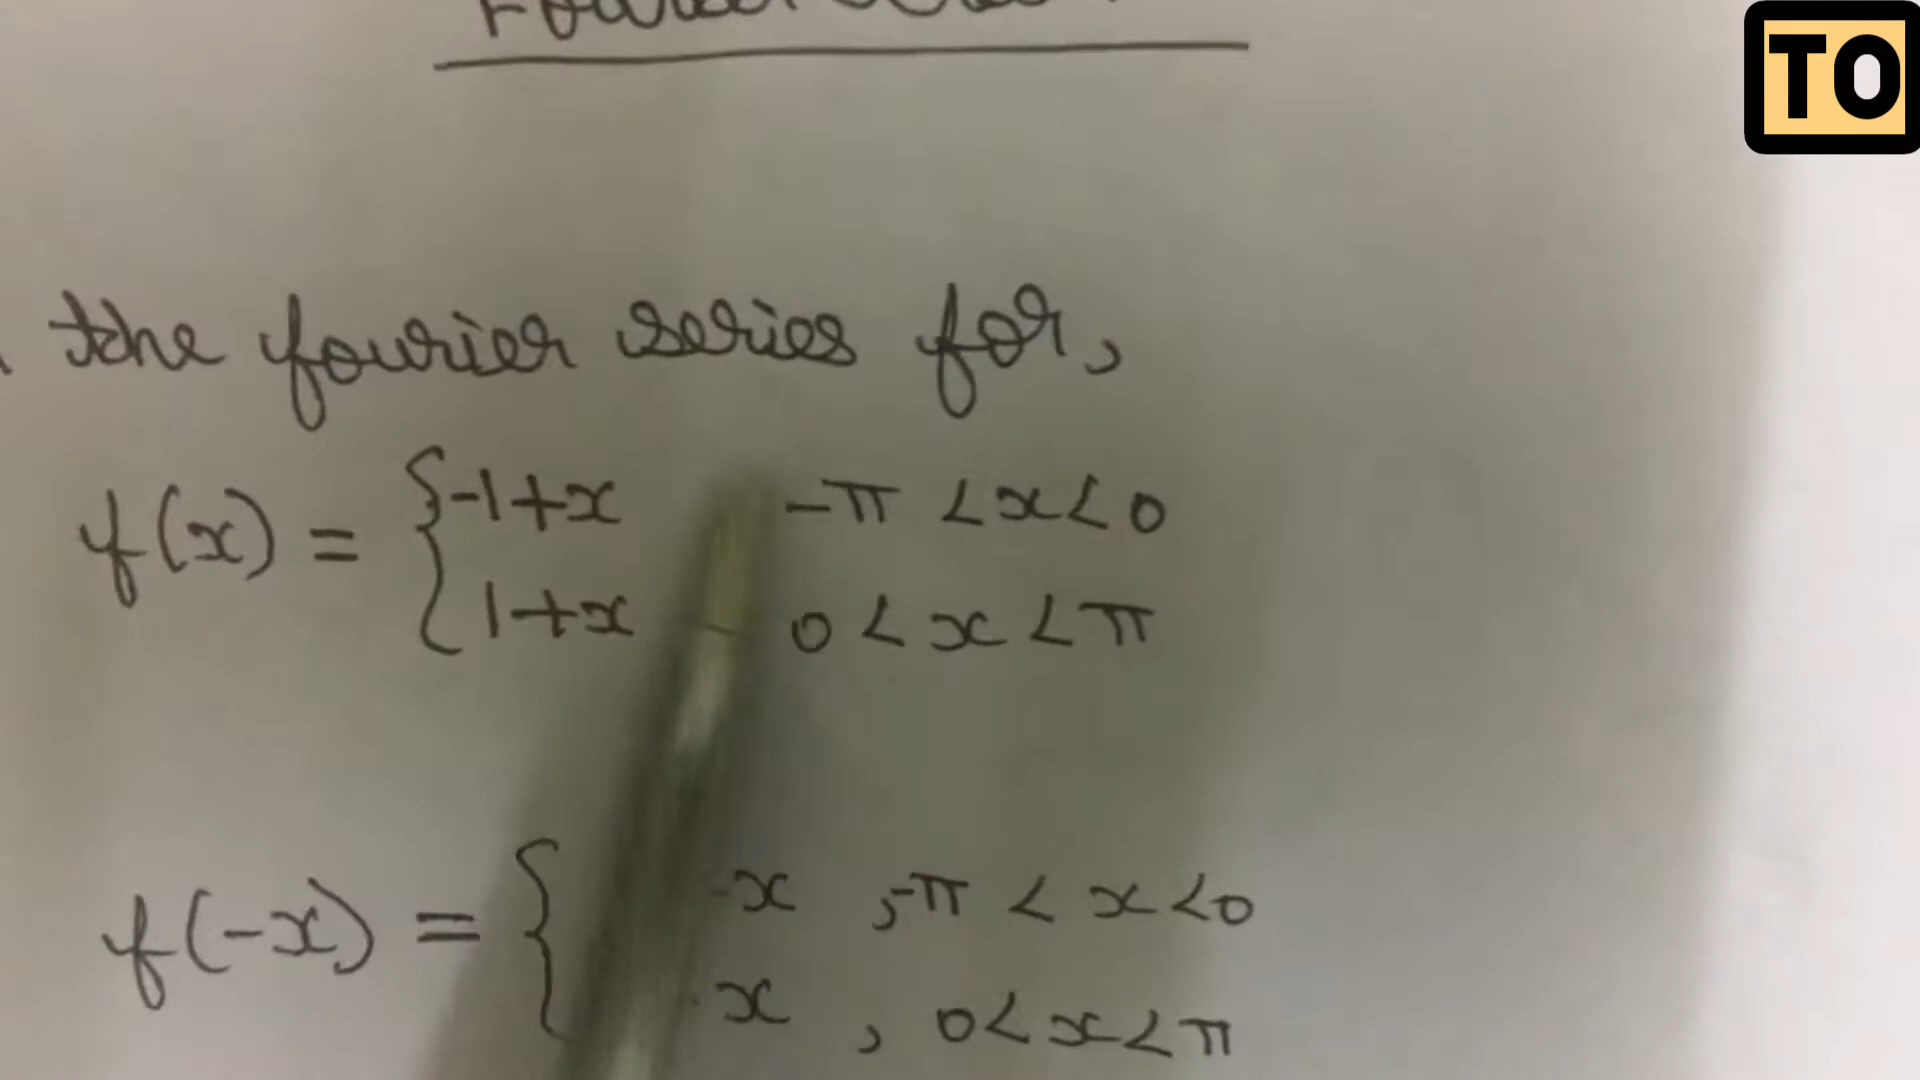 TO
the fourier series for,
f(x) = { -1+x -π < x < 0
1+x 0 < x < π
f(-x) = { x , -π < x < 0
x , 0 < x < π